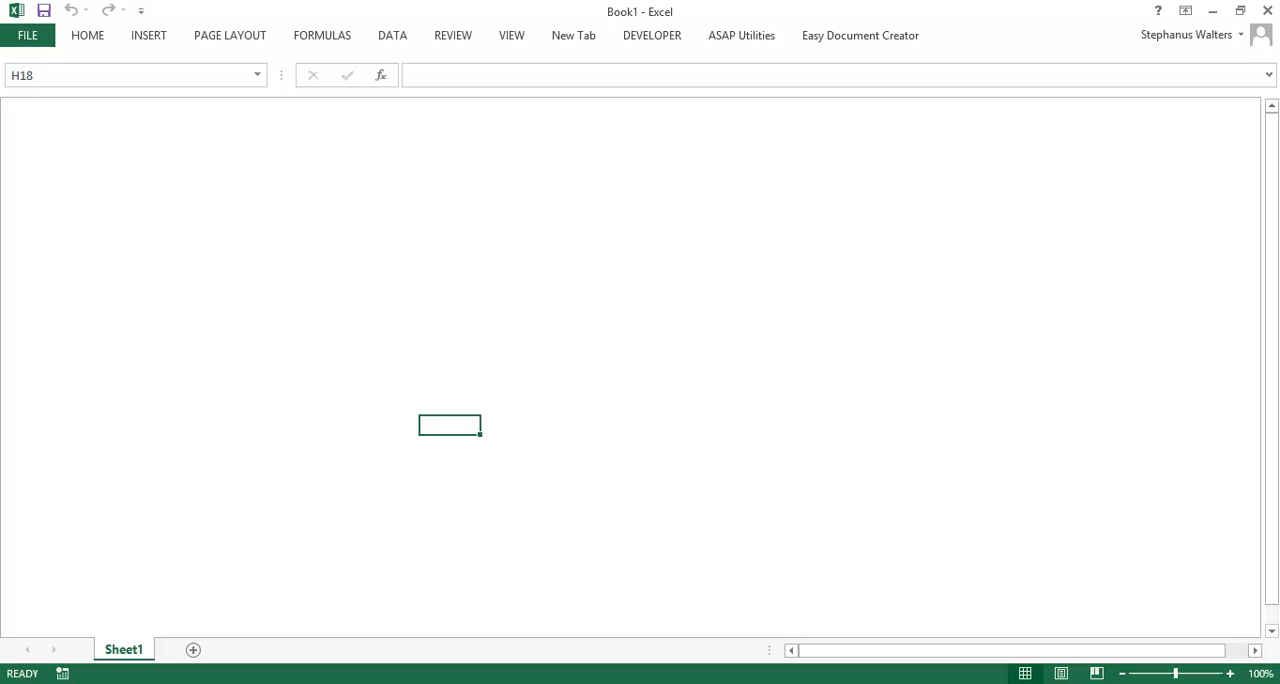 Book1 - Excel
FILE HOME INSERT PAGE LAYOUT FORMULAS DATA REVIEW VIEW New Tab DEVELOPER ASAP Utilities Easy Document Creator Stephanus Walters
H18 fx
Sheet1
READY 100%